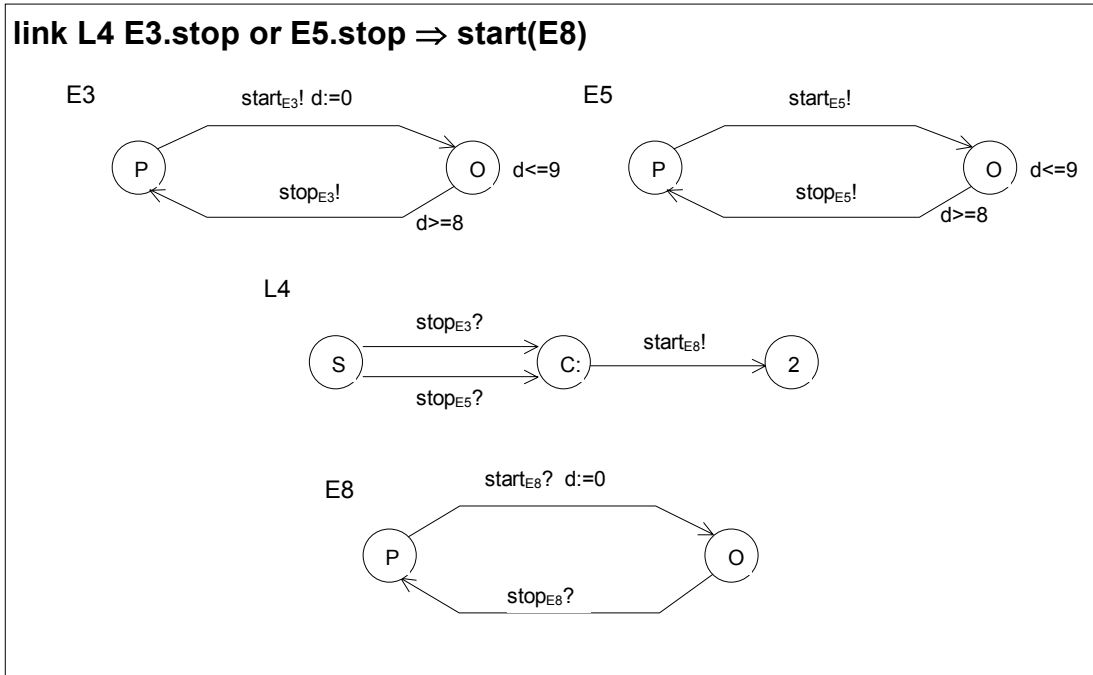 link L4 E3.stop or E5.stop ⇒ start(E8)
E3
startE3! d:=0
E5
startE5!
P
O
d<=9
P
O
d<=9
stopE3!
stopE5!
d>=8
d>=8
L4
stopE3?
startE8!
S
C:
2
stopE5?
E8
startE8? d:=0
P
O
stopE8?